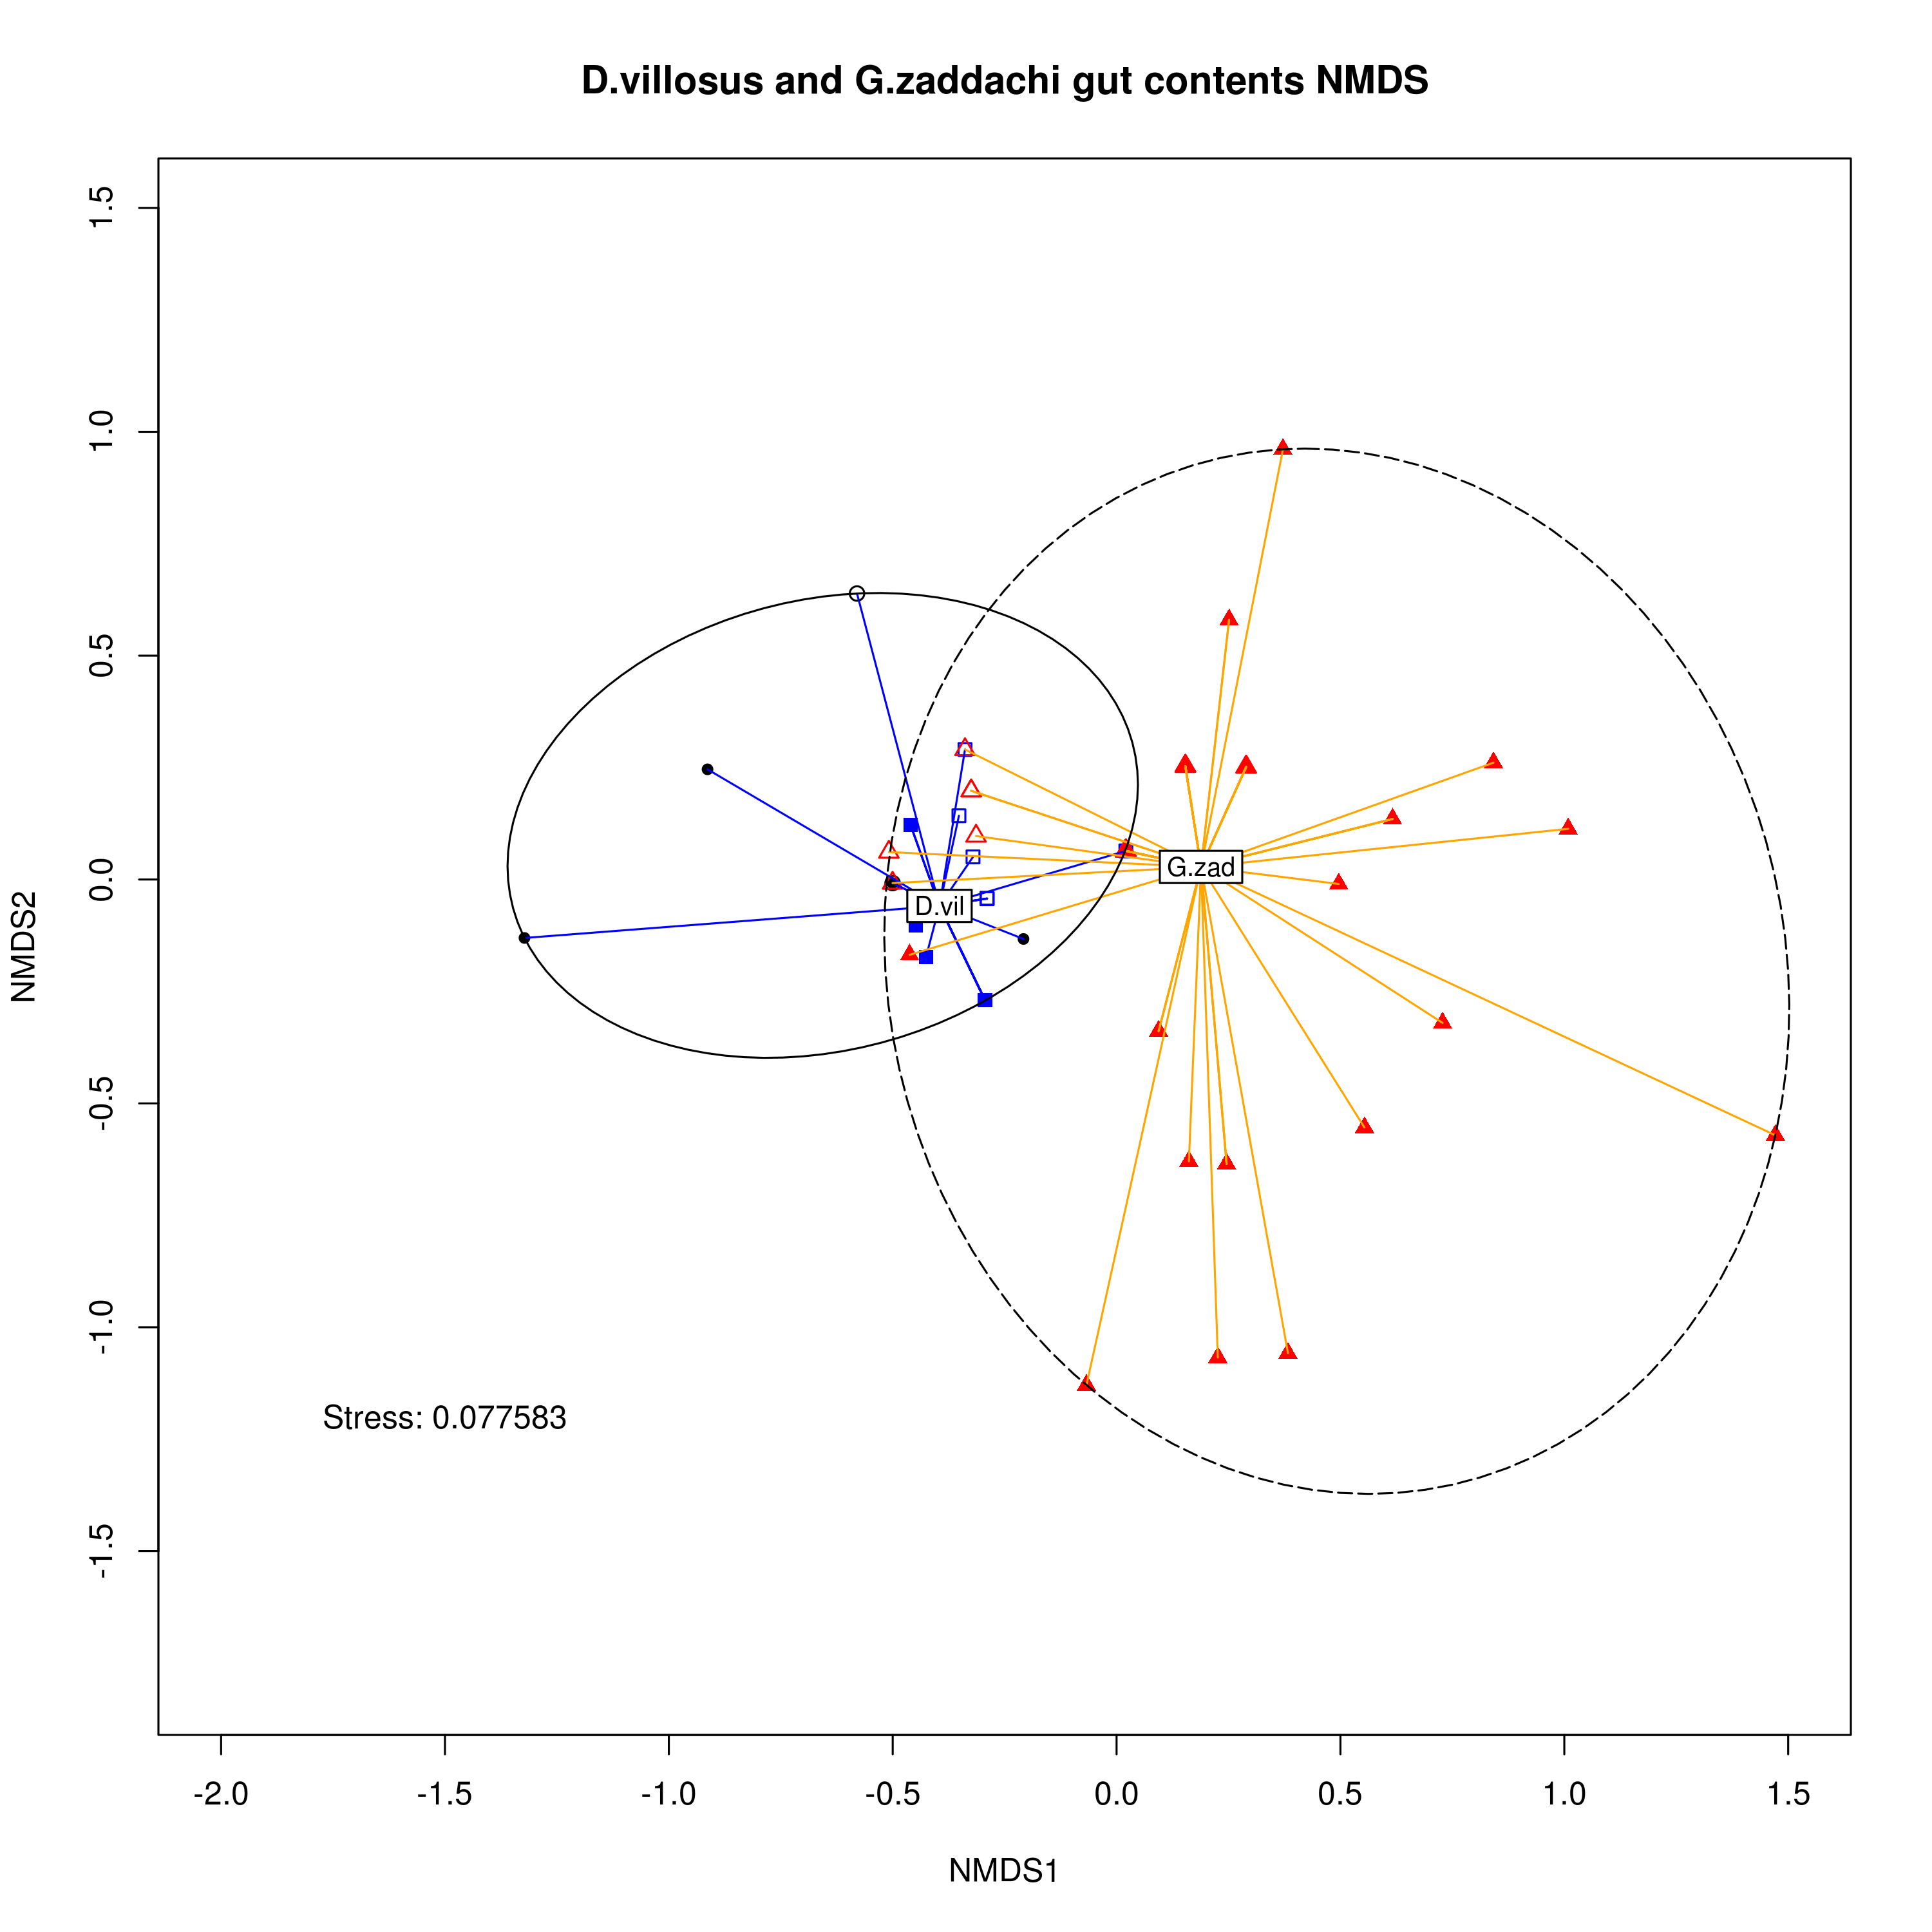 D.villosus and G.zaddachi gut contents NMDS
1.5
1.0
0.5
0.0
-0.5
-1.0
-1.5
NMDS2
G.zad
D.vil
Stress: 0.077583
-2.0 -1.5 -1.0 -0.5 0.0 0.5 1.0 1.5
NMDS1